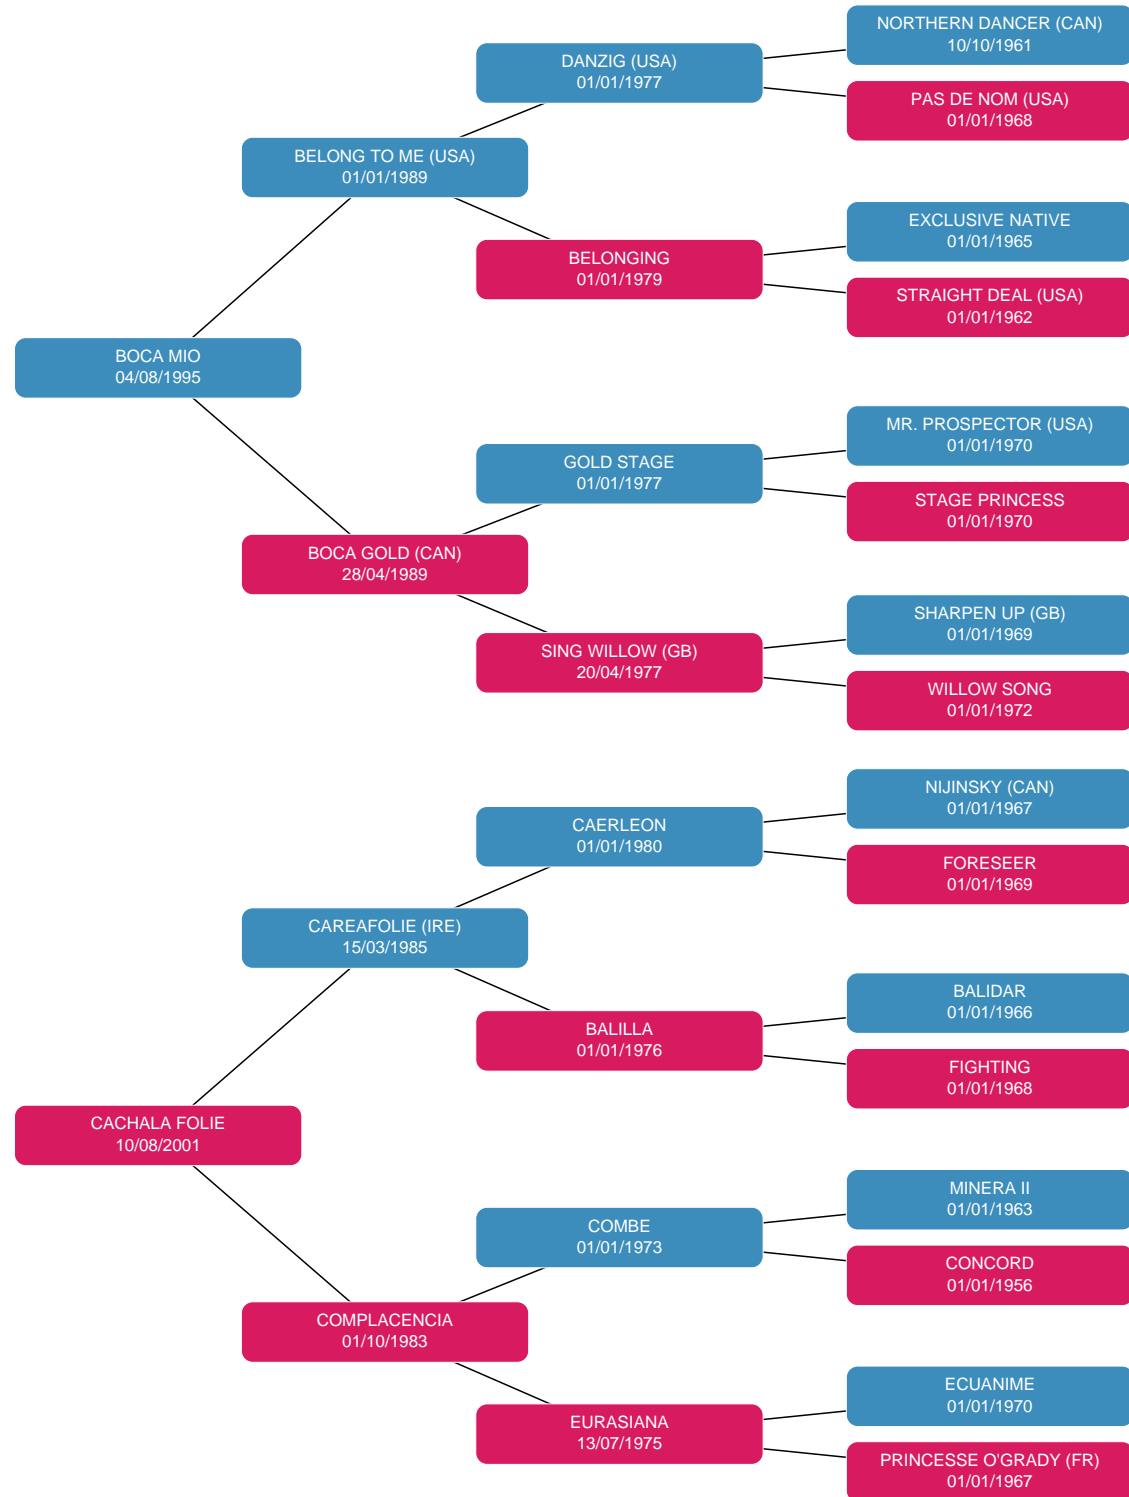 NORTHERN DANCER (CAN)
10/10/1961
DANZIG (USA)
01/01/1977
PAS DE NOM (USA)
01/01/1968
BELONG TO ME (USA)
01/01/1989
EXCLUSIVE NATIVE
01/01/1965
BELONGING
01/01/1979
STRAIGHT DEAL (USA)
01/01/1962
BOCA MIO
04/08/1995
MR. PROSPECTOR (USA)
01/01/1970
GOLD STAGE
01/01/1977
STAGE PRINCESS
01/01/1970
BOCA GOLD (CAN)
28/04/1989
SHARPEN UP (GB)
01/01/1969
SING WILLOW (GB)
20/04/1977
WILLOW SONG
01/01/1972
NIJINSKY (CAN)
01/01/1967
CAERLEON
01/01/1980
FORESEER
01/01/1969
CAREAFOLIE (IRE)
15/03/1985
BALIDAR
01/01/1966
BALILLA
01/01/1976
FIGHTING
01/01/1968
CACHALA FOLIE
10/08/2001
MINERA II
01/01/1963
COMBE
01/01/1973
CONCORD
01/01/1956
COMPLACENCIA
01/10/1983
ECUANIME
01/01/1970
EURASIANA
13/07/1975
PRINCESSE O'GRADY (FR)
01/01/1967